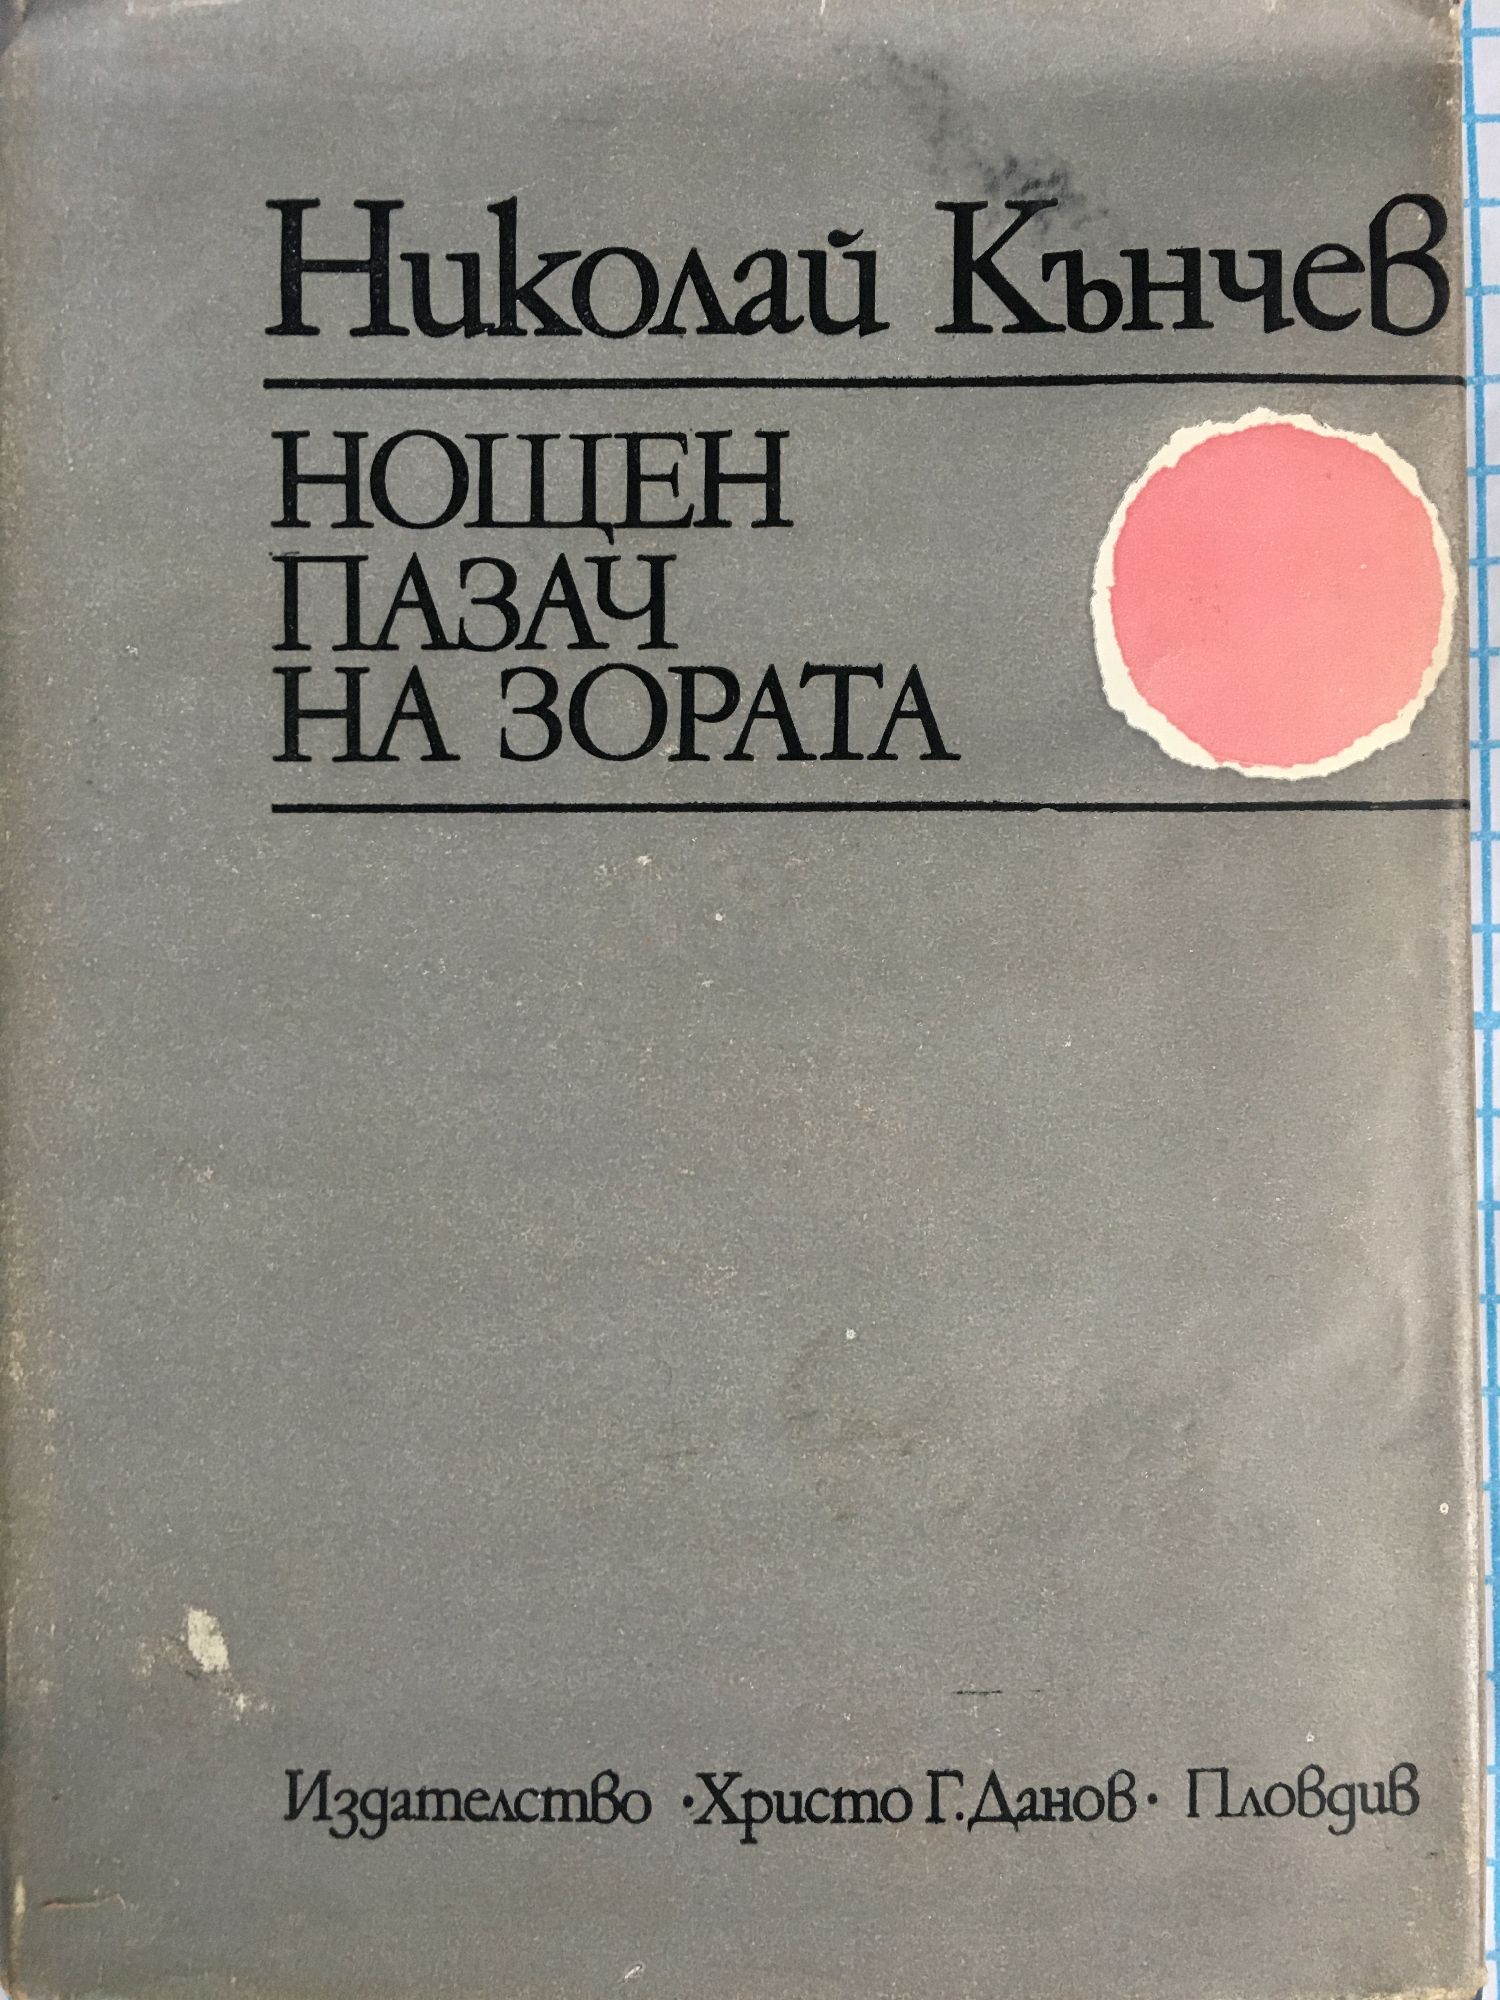 Николай Кънчев
НОЩЕН
ПАЗАЧ
НА ЗОРАТА
Издателство •Христо Г. Данов• Пловдив